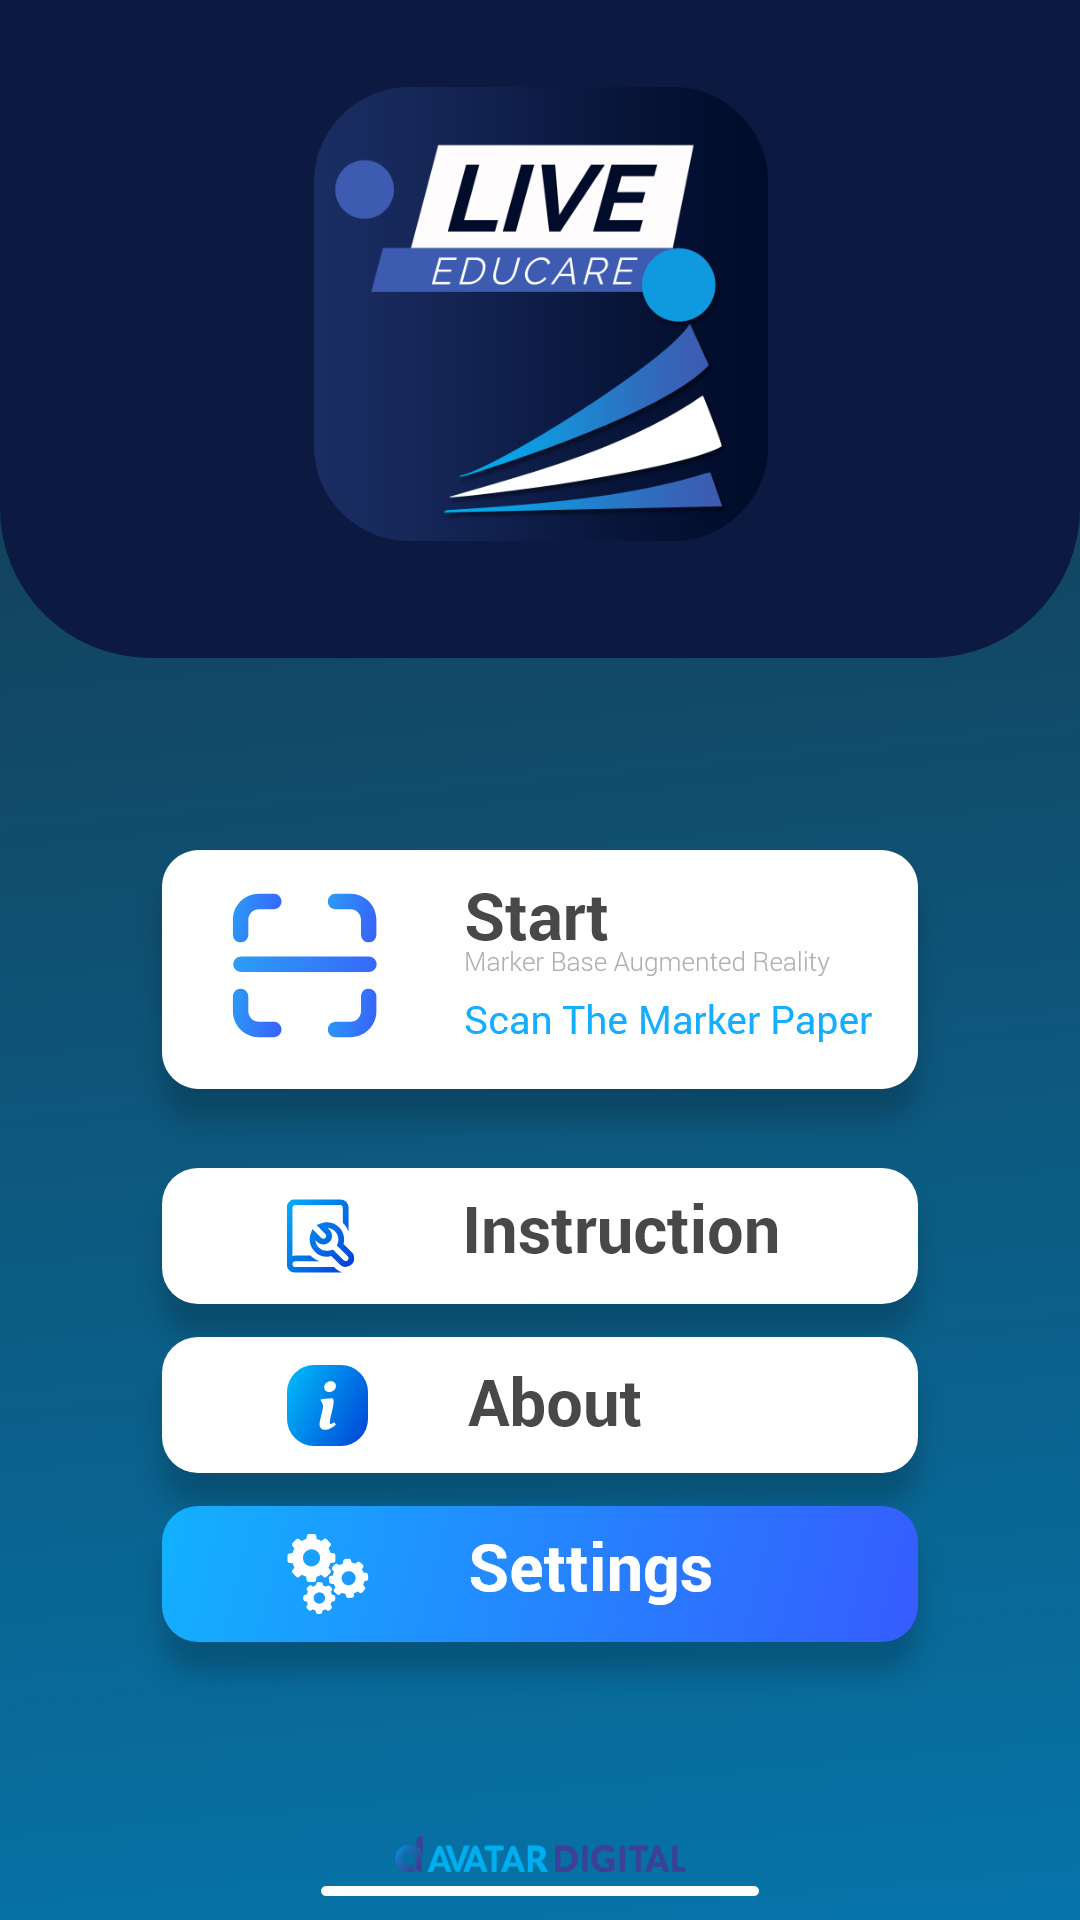 LIVE
EDUCARE
Start
Marker Base Augmented Reality
Scan The Marker Paper
Instruction
i
About
Settings
d AVATAR DIGITAL